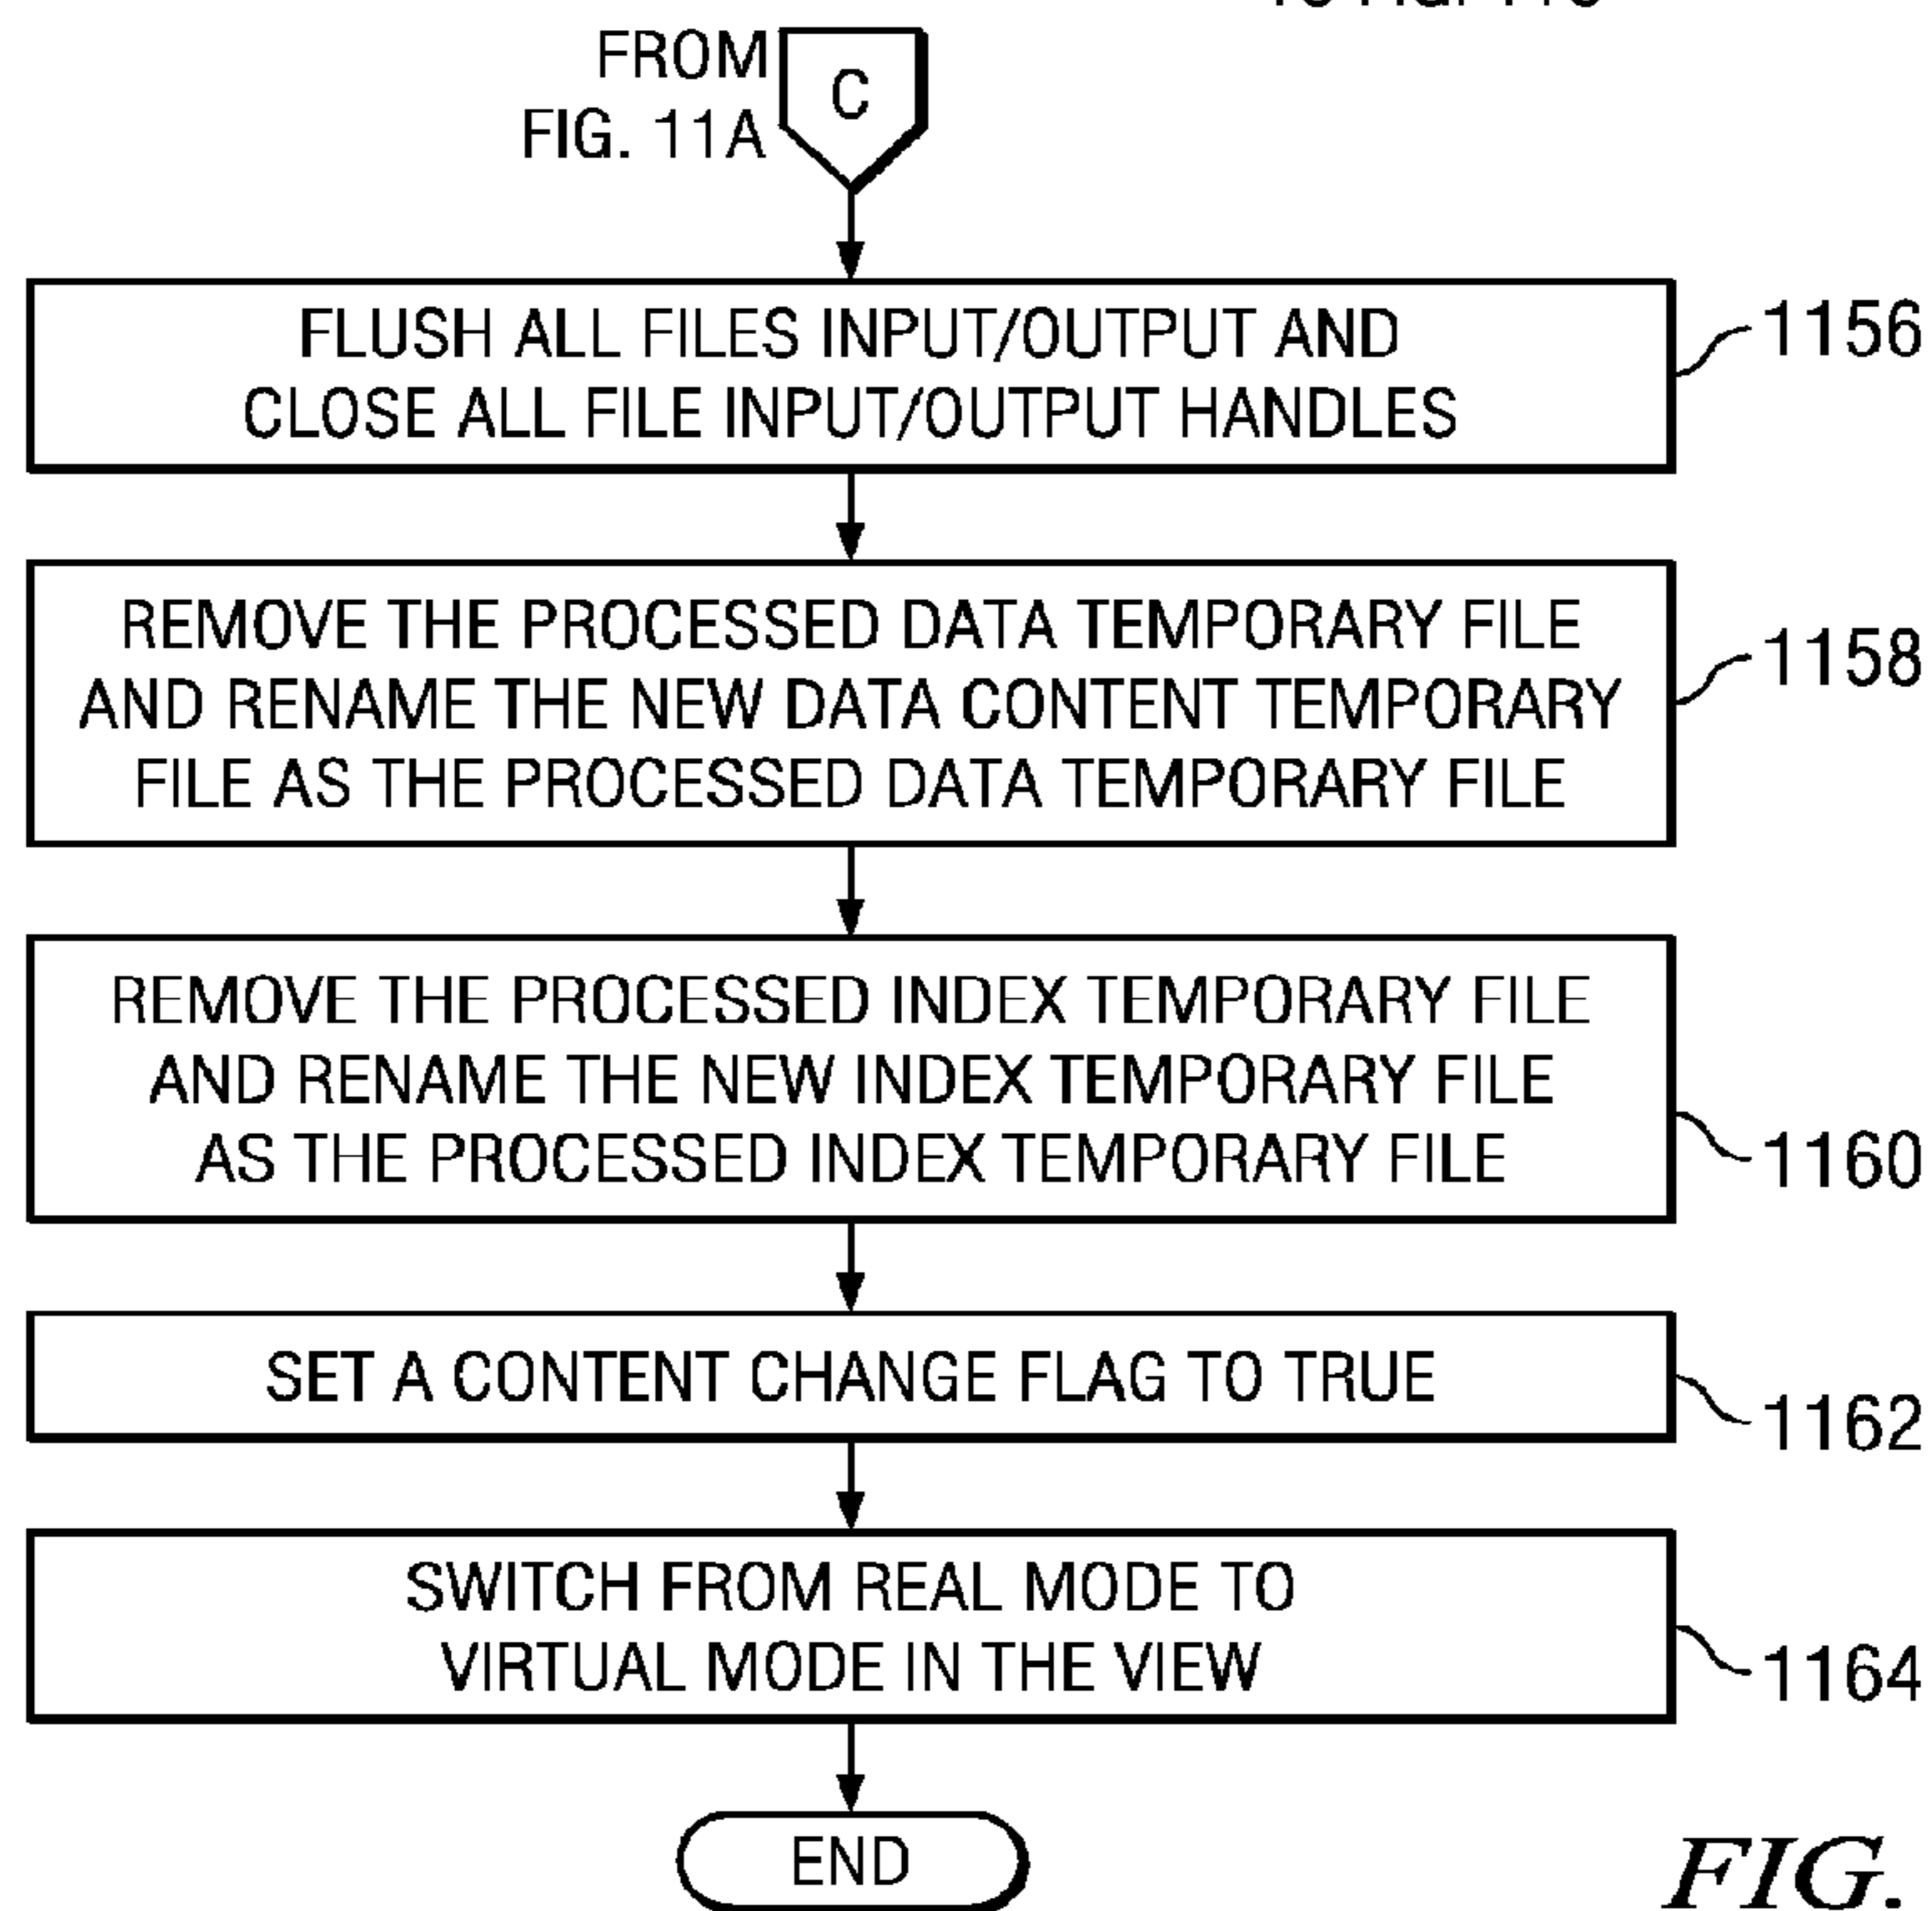 FROM
FIG. 11A
C
FLUSH ALL FILES INPUT/OUTPUT AND
CLOSE ALL FILE INPUT/OUTPUT HANDLES
1156
REMOVE THE PROCESSED DATA TEMPORARY FILE
AND RENAME THE NEW DATA CONTENT TEMPORARY
FILE AS THE PROCESSED DATA TEMPORARY FILE
1158
REMOVE THE PROCESSED INDEX TEMPORARY FILE
AND RENAME THE NEW INDEX TEMPORARY FILE
AS THE PROCESSED INDEX TEMPORARY FILE
1160
SET A CONTENT CHANGE FLAG TO TRUE
1162
SWITCH FROM REAL MODE TO
VIRTUAL MODE IN THE VIEW
1164
END
FIG.